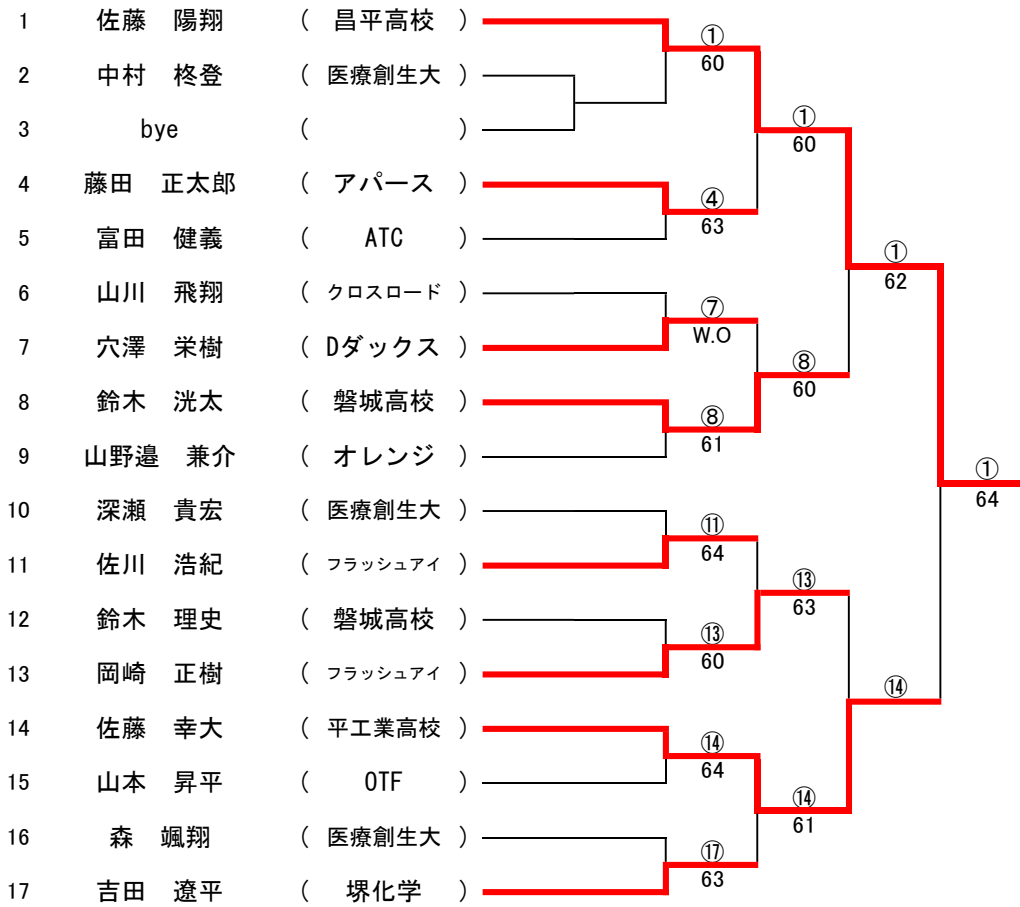 1 佐藤 陽翔 ( 昌平高校 )
①
60
2 中村 柊登 ( 医療創生大 )
3 bye ( )
①
60
4 藤田 正太郎 ( アパース )
④
63
5 富田 健義 ( ATC )
①
62
6 山川 飛翔 ( クロスロード )
⑦
W.O
7 穴澤 栄樹 ( Dダックス )
⑧
60
8 鈴木 洸太 ( 磐城高校 )
⑧
61
9 山野邉 兼介 ( オレンジ )
①
64
10 深瀬 貴宏 ( 医療創生大 )
⑪
64
11 佐川 浩紀 ( フラッシュアイ )
⑬
63
12 鈴木 理史 ( 磐城高校 )
⑬
60
13 岡崎 正樹 ( フラッシュアイ )
⑭
14 佐藤 幸大 ( 平工業高校 )
⑭
64
15 山本 昇平 ( OTF )
⑭
61
16 森 颯翔 ( 医療創生大 )
⑰
63
17 吉田 遼平 ( 堺化学 )